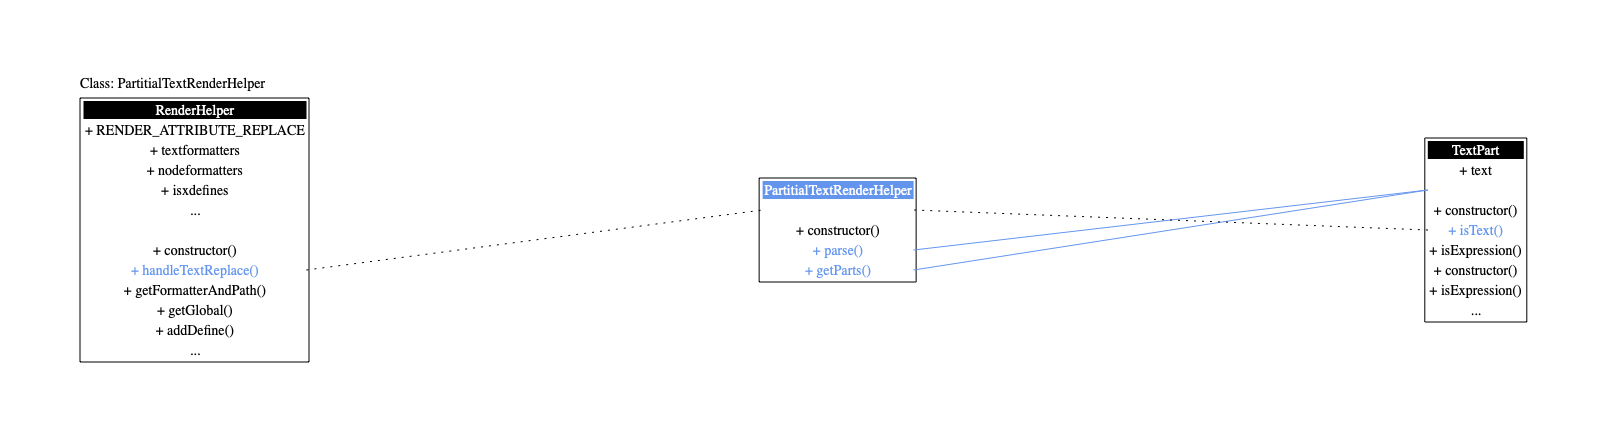 Class: PartitialTextRenderHelper
RenderHelper
+ RENDER_ATTRIBUTE_REPLACE
+ textformatters
+ nodeformatters
+ isxdefines
...
+ constructor()
+ handleTextReplace()
+ getFormatterAndPath()
+ getGlobal()
+ addDefine()
...
PartitialTextRenderHelper
+ constructor()
+ parse()
+ getParts()
TextPart
+ text
+ constructor()
+ isText()
+ isExpression()
+ constructor()
+ isExpression()
...